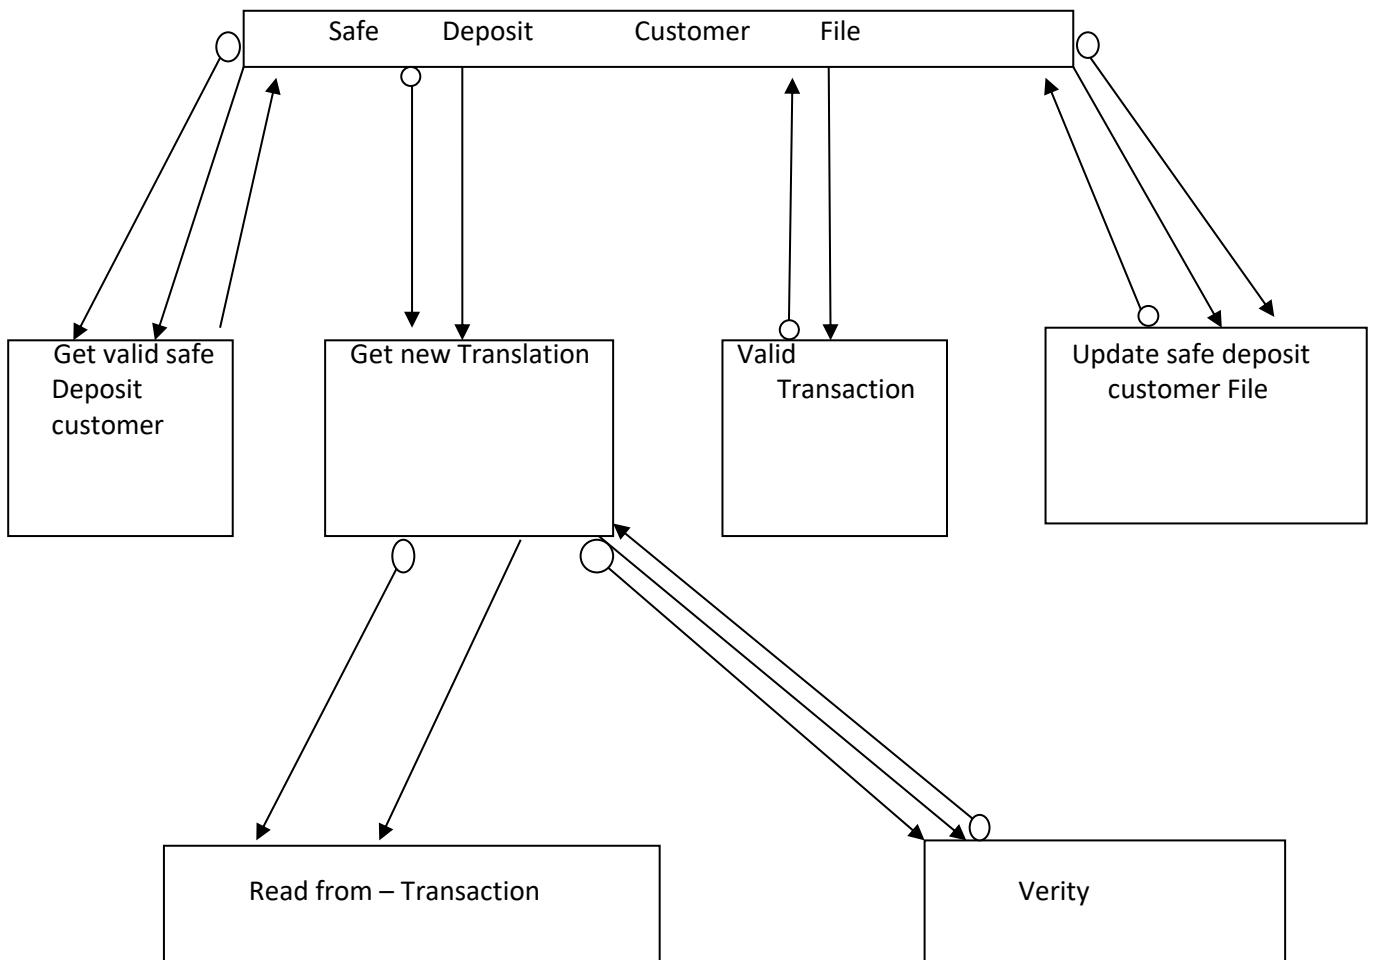 Safe Deposit Customer File
Get valid safe
Deposit
customer
Get new Translation
Valid
Transaction
Update safe deposit
customer File
Read from – Transaction
Verity